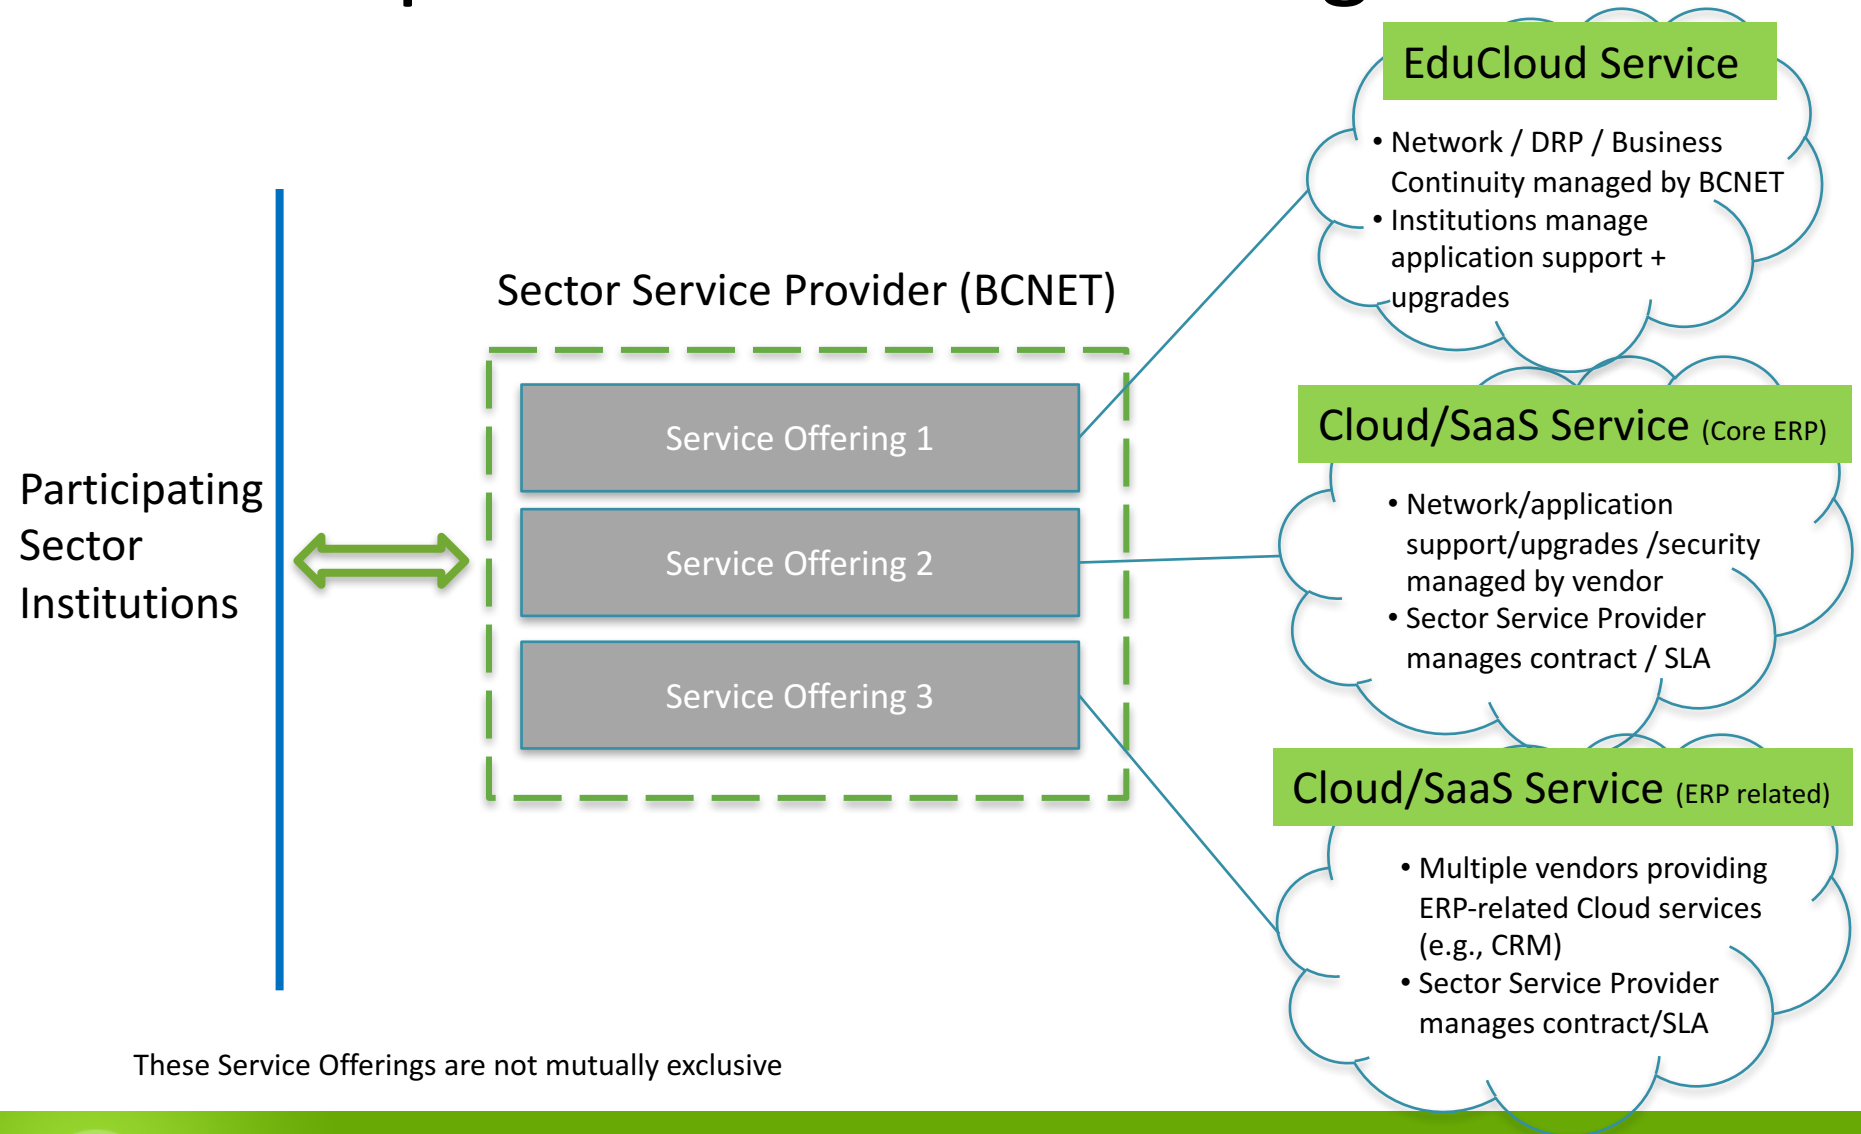 EduCloud Service
• Network / DRP / Business
Continuity managed by BCNET
• Institutions manage
application support +
upgrades
Sector Service Provider (BCNET)
Service Offering 1
Service Offering 2
Service Offering 3
Participating
Sector
Institutions
Cloud/SaaS Service (Core ERP)
• Network/application
support/upgrades /security
managed by vendor
• Sector Service Provider
manages contract / SLA
Cloud/SaaS Service (ERP related)
• Multiple vendors providing
ERP-related Cloud services
(e.g., CRM)
• Sector Service Provider
manages contract/SLA
These Service Offerings are not mutually exclusive